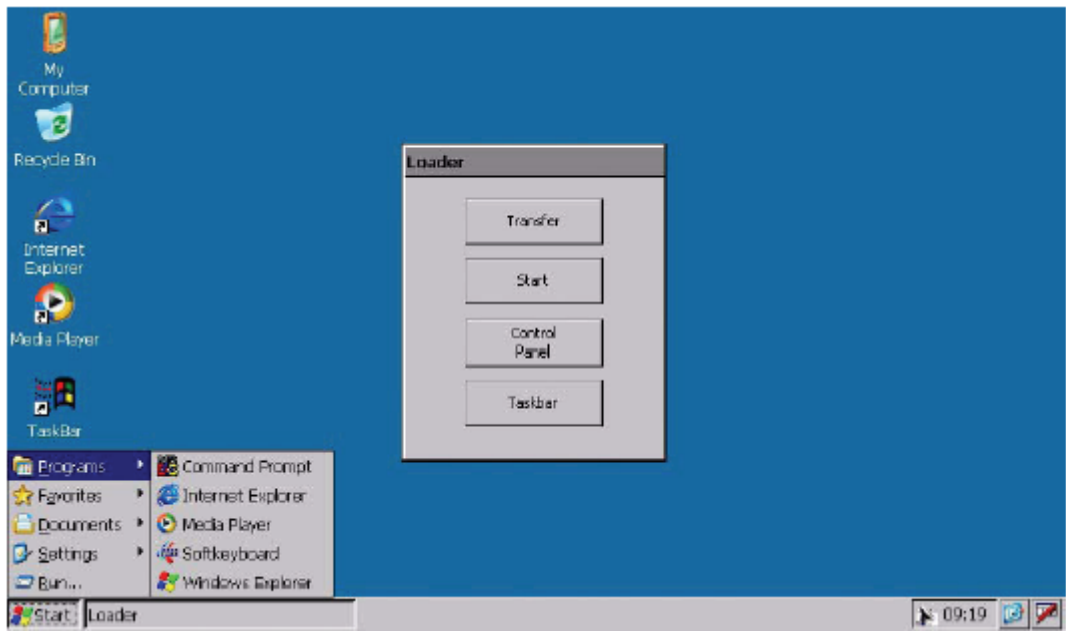 My
Computer
Recycle Bin
Internet
Explorer
Media Player
TaskBar
Loader
Transfer
Start
Control
Panel
Taskbar
Programs
Favorites
Documents
Settings
Run...
Command Prompt
Internet Explorer
Media Player
Softkeyboard
Windows Explorer
Start
Loader
09:19